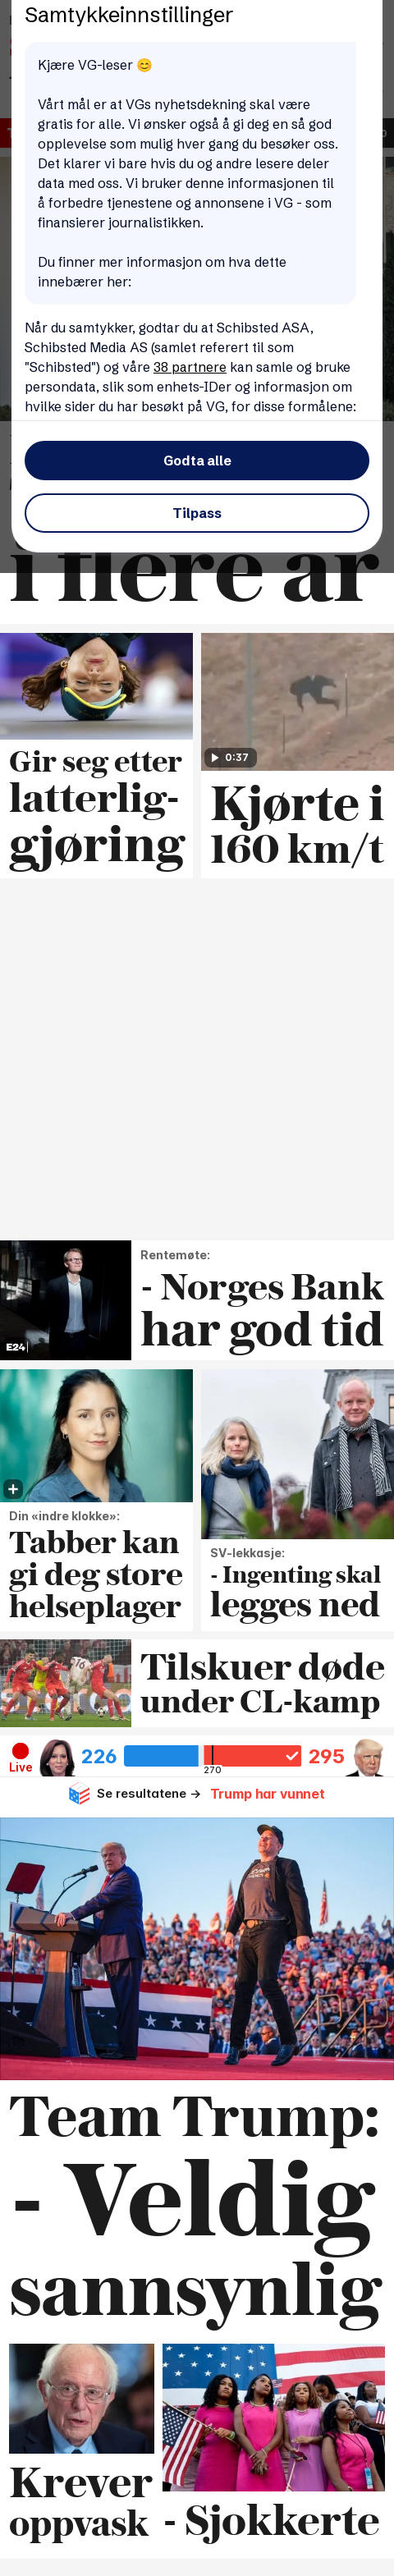 Samtykkeinnstillinger
Kjære VG-leser 😊
Vårt mål er at VGs nyhetsdekning skal være
gratis for alle. Vi ønsker også å gi deg en så god
opplevelse som mulig hver gang du besøker oss.
Det klarer vi bare hvis du og andre lesere deler
data med oss. Vi bruker denne informasjonen til
å forbedre tjenestene og annonsene i VG - som
finansierer journalistikken.
Du finner mer informasjon om hva dette
innebærer her:
Når du samtykker, godtar du at Schibsted ASA,
Schibsted Media AS (samlet referert til som
"Schibsted") og våre 38 partnere kan samle og bruke
persondata, slik som enhets-IDer og informasjon om
hvilke sider du har besøkt på VG, for disse formålene:
Godta alle
Tilpass
i flere år
0:37
Gir seg etter
latterlig-
gjøring
Kjørte i
160 km/t
E24
Rentemøte:
- Norges Bank
har god tid
Din «indre klokke»:
Tabber kan
gi deg store
helseplager
SV-lekkasje:
- Ingenting skal
legges ned
Tilskuer døde
under CL-kamp
Live
226
270
295
Se resultatene →
Trump har vunnet
Team Trump:
- Veldig
sannsynlig
Krever
oppvask
- Sjokkerte